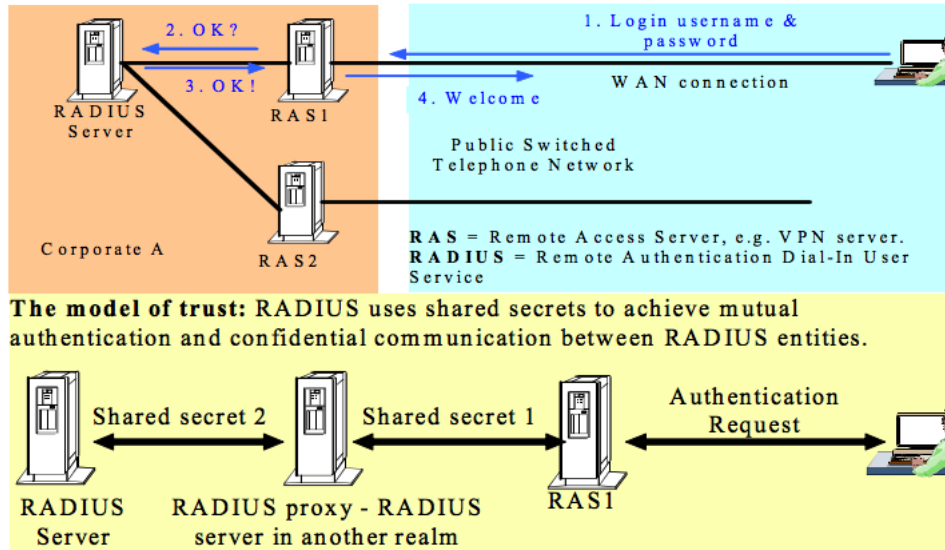 1. Login username &
password
2. OK?
3. OK!
4. Welcome
WAN connection
RADIUS
Server
RAS1
Public Switched
Telephone Network
Corporate A
RAS2
RAS = Remote Access Server, e.g. VPN server.
RADIUS = Remote Authentication Dial-In User
Service
The model of trust: RADIUS uses shared secrets to achieve mutual
authentication and confidential communication between RADIUS entities.
Shared secret 2
Shared secret 1
Authentication
Request
RADIUS
Server
RADIUS proxy - RADIUS
server in another realm
RAS1